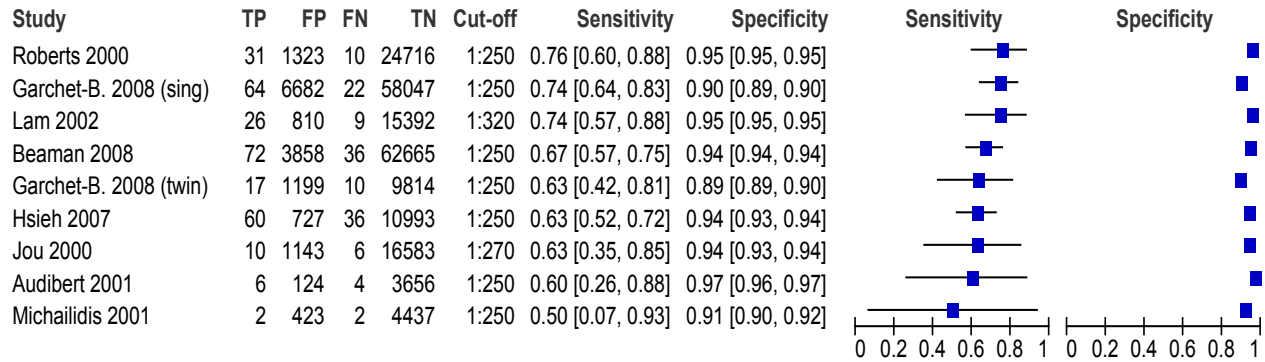 Study TP FP FN TN Cut-off Sensitivity Specificity Sensitivity Specificity
Roberts 2000 31 1323 10 24716 1:250 0.76 [0.60, 0.88] 0.95 [0.95, 0.95]
Garchet-B. 2008 (sing) 64 6682 22 58047 1:250 0.74 [0.64, 0.83] 0.90 [0.89, 0.90]
Lam 2002 26 810 9 15392 1:320 0.74 [0.57, 0.88] 0.95 [0.95, 0.95]
Beaman 2008 72 3858 36 62665 1:250 0.67 [0.57, 0.75] 0.94 [0.94, 0.94]
Garchet-B. 2008 (twin) 17 1199 10 9814 1:250 0.63 [0.42, 0.81] 0.89 [0.89, 0.90]
Hsieh 2007 60 727 36 10993 1:250 0.63 [0.52, 0.72] 0.94 [0.93, 0.94]
Jou 2000 10 1143 6 16583 1:270 0.63 [0.35, 0.85] 0.94 [0.93, 0.94]
Audibert 2001 6 124 4 3656 1:250 0.60 [0.26, 0.88] 0.97 [0.96, 0.97]
Michailidis 2001 2 423 2 4437 1:250 0.50 [0.07, 0.93] 0.91 [0.90, 0.92]
0 0.2 0.4 0.6 0.8 1 0 0.2 0.4 0.6 0.8 1